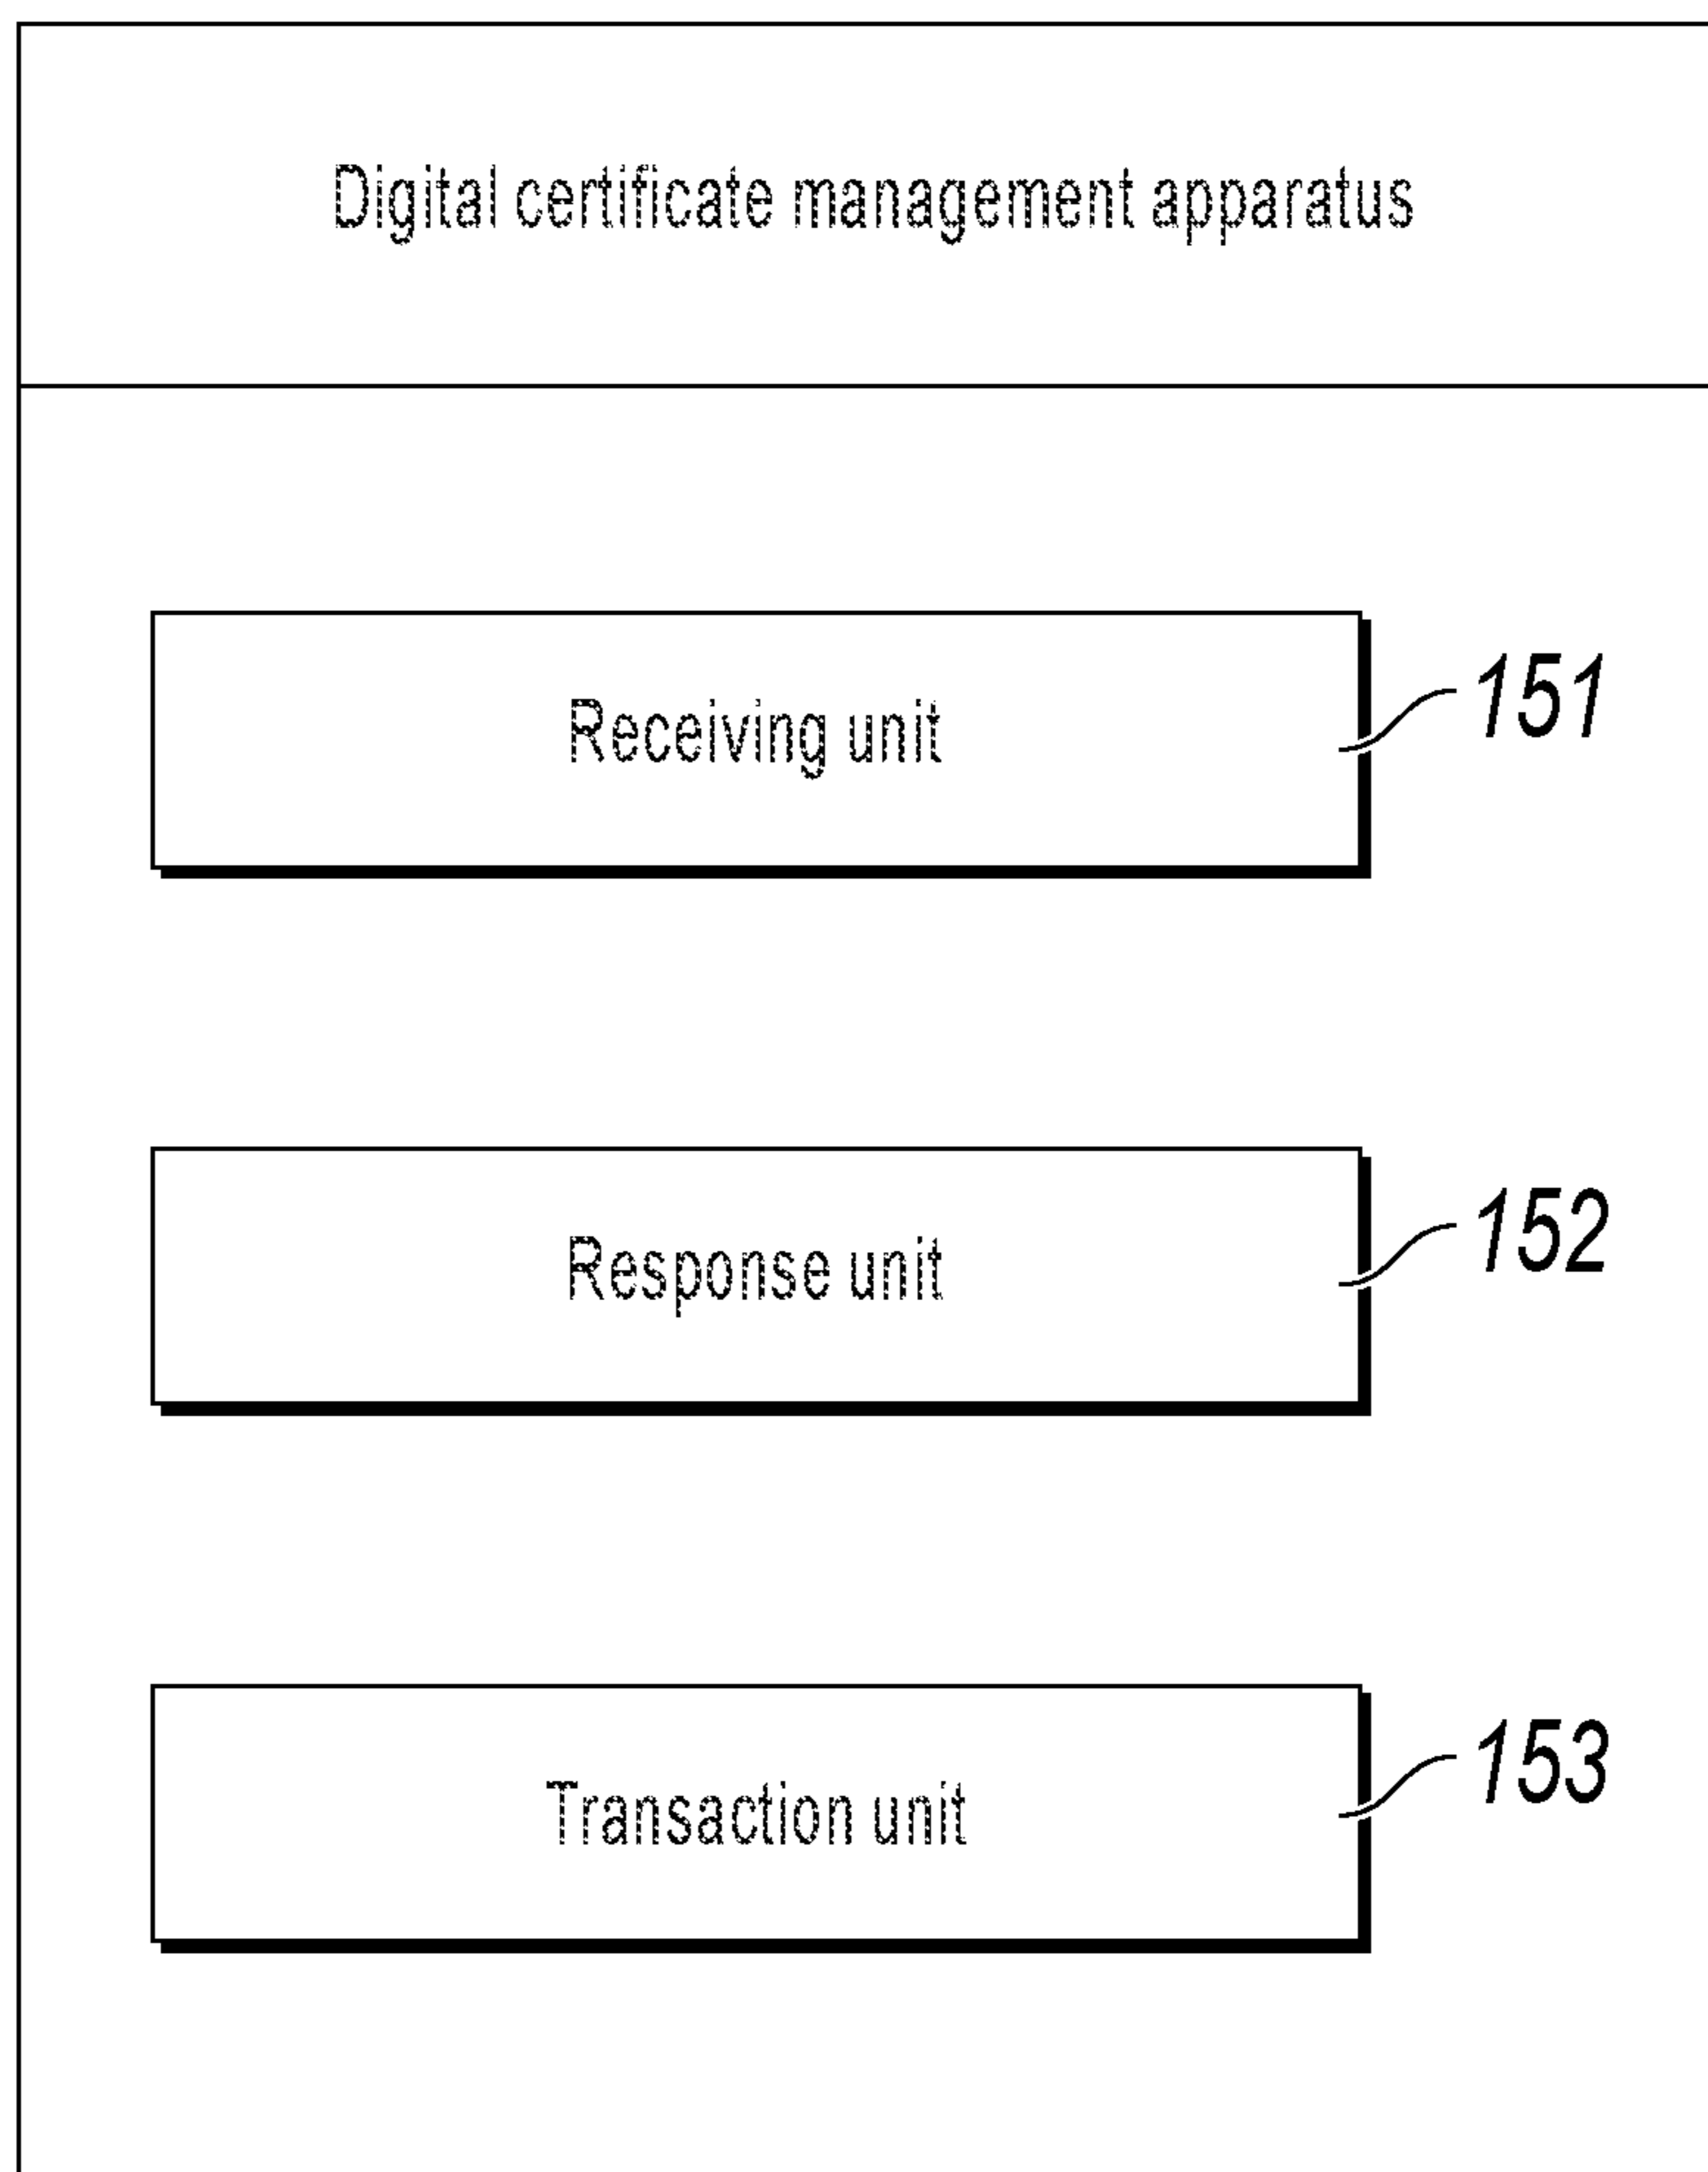 Digital certificate management apparatus
Receiving unit
151
Response unit
152
Transaction unit
153